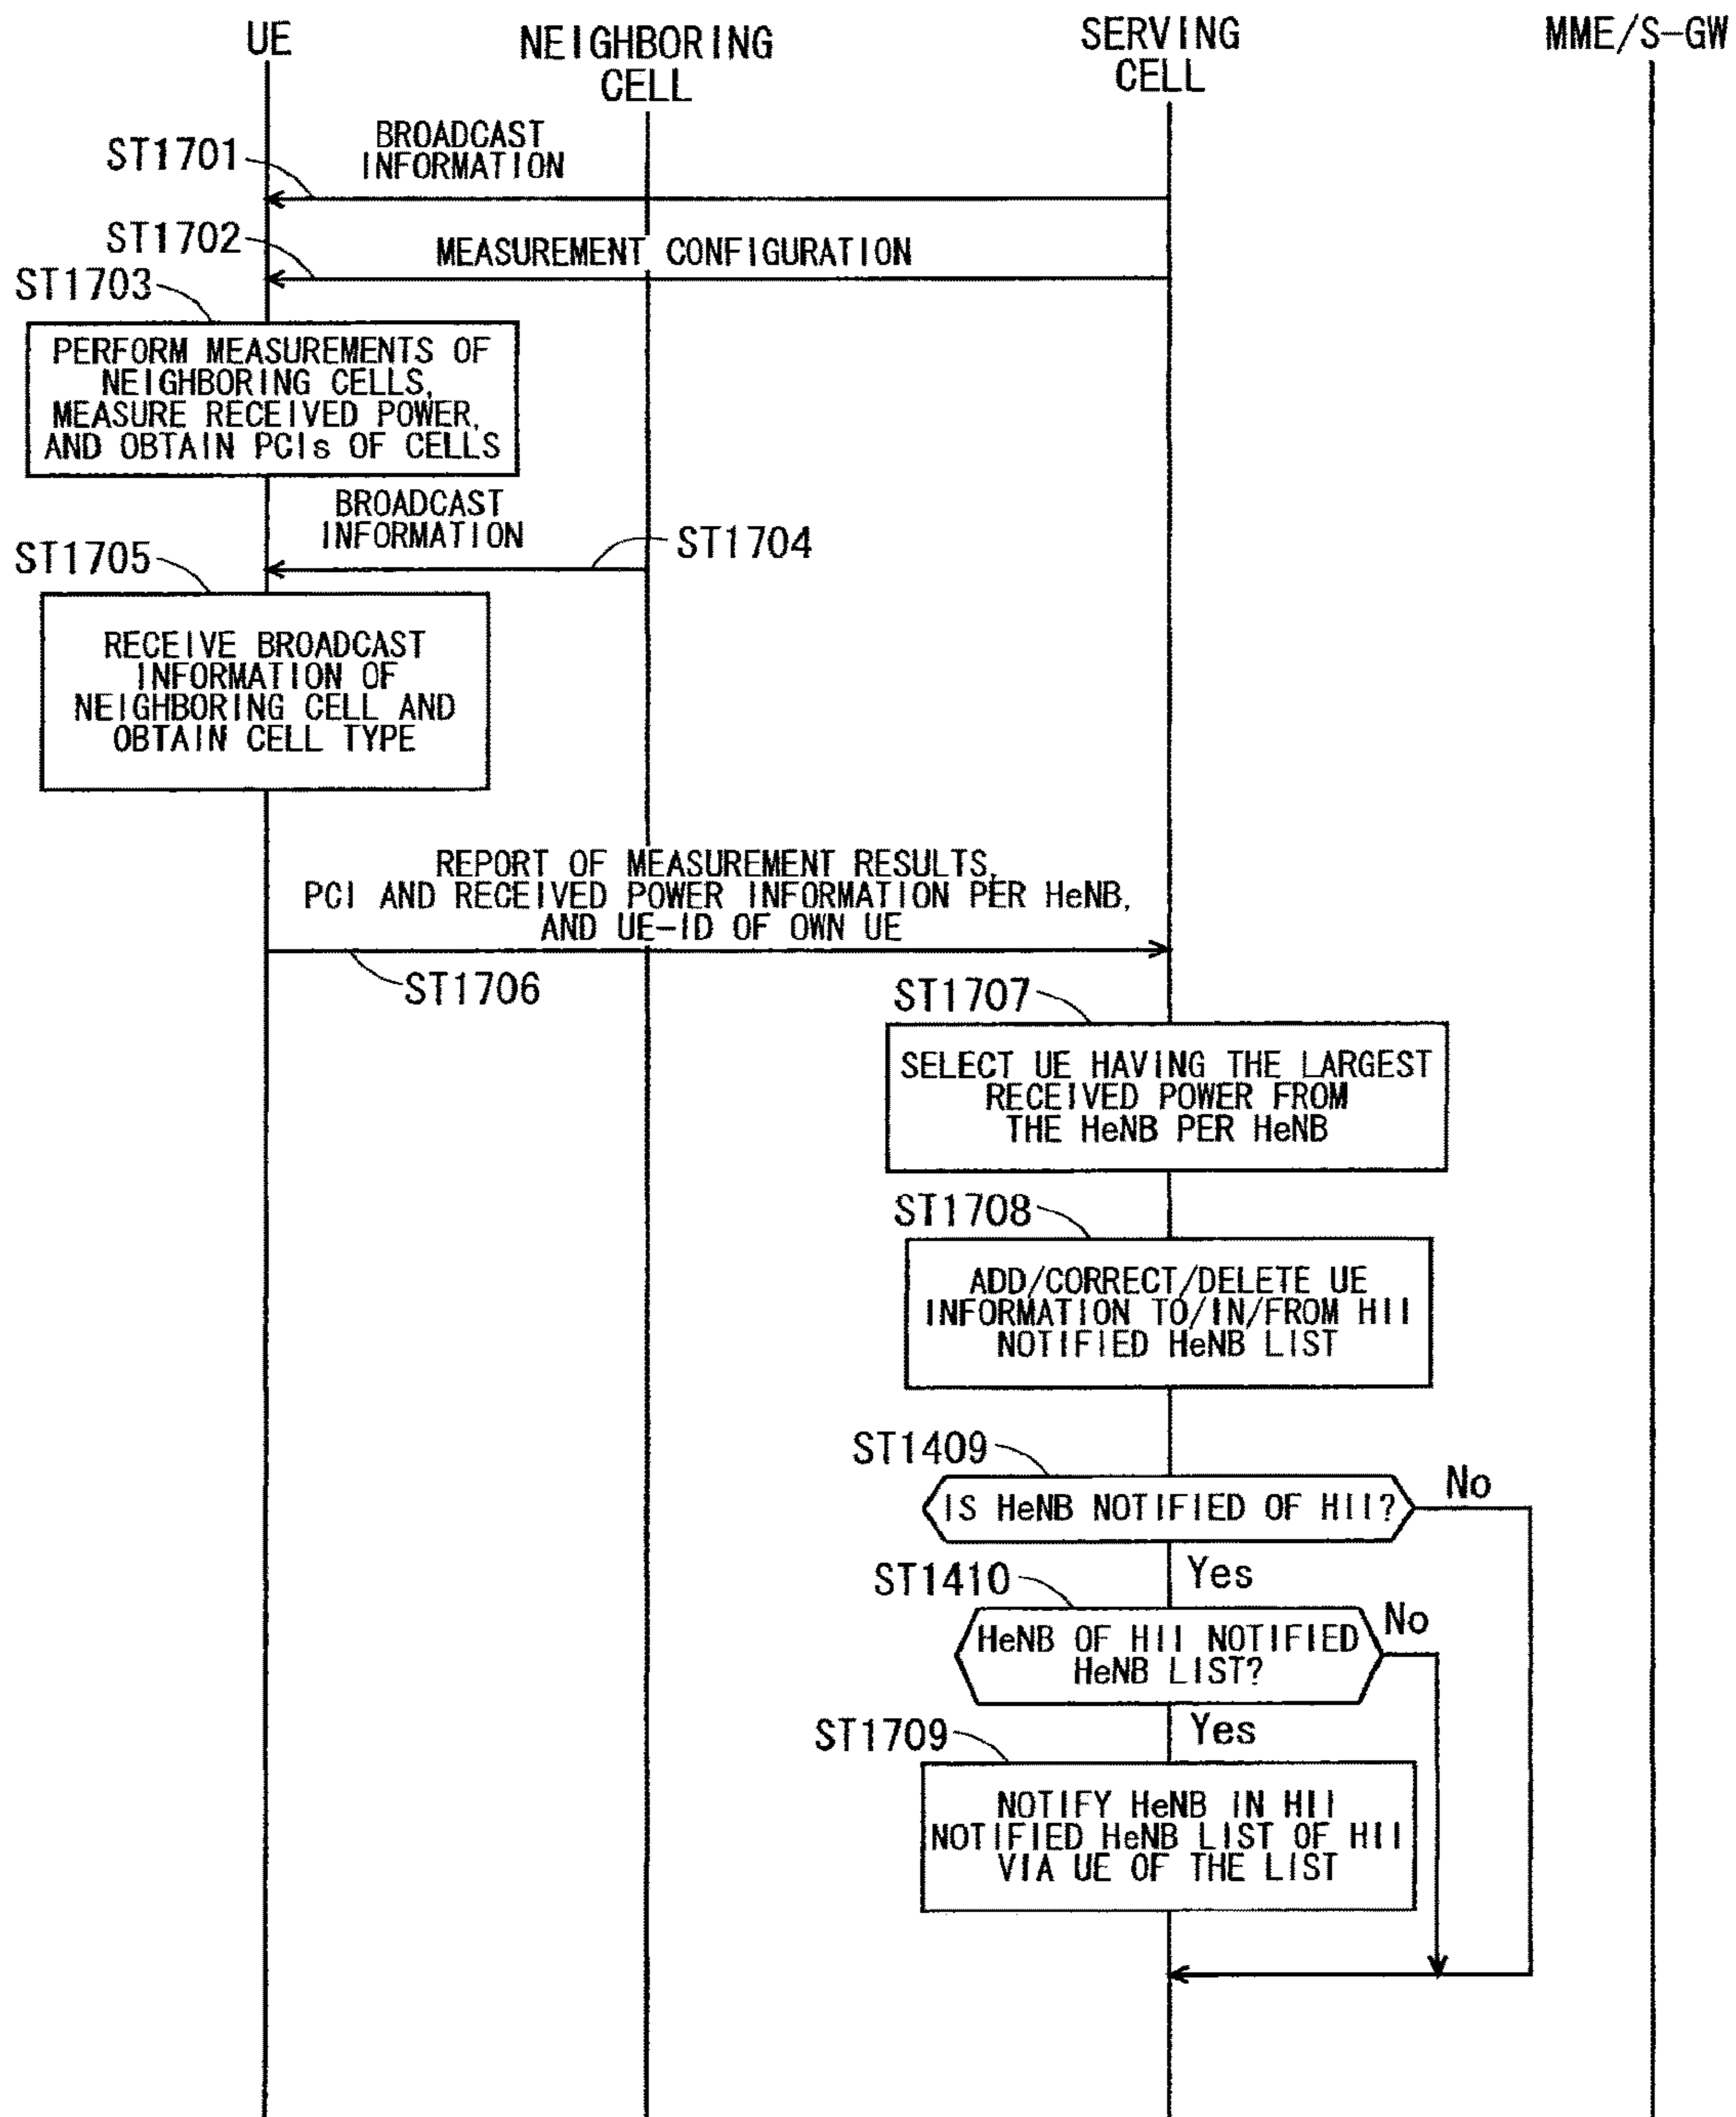 UE
NEIGHBORING
CELL
SERVING
CELL
MME/S-GW
BROADCAST
INFORMATION
ST1701
ST1702
MEASUREMENT CONFIGURATION
ST1703
PERFORM MEASUREMENTS OF
NEIGHBORING CELLS,
MEASURE RECEIVED POWER,
AND OBTAIN PCIs OF CELLS
BROADCAST
INFORMATION
ST1704
ST1705
RECEIVE BROADCAST
INFORMATION OF
NEIGHBORING CELL AND
OBTAIN CELL TYPE
REPORT OF MEASUREMENT RESULTS,
PCI AND RECEIVED POWER INFORMATION PER HeNB,
AND UE-ID OF OWN UE
ST1706
ST1707
SELECT UE HAVING THE LARGEST
RECEIVED POWER FROM
THE HeNB PER HeNB
ST1708
ADD/CORRECT/DELETE UE
INFORMATION TO/IN/FROM HII
NOTIFIED HeNB LIST
ST1409
IS HeNB NOTIFIED OF HII?
No
Yes
ST1410
HeNB OF HII NOTIFIED
HeNB LIST?
No
Yes
ST1709
NOTIFY HeNB IN HII
NOTIFIED HeNB LIST OF HII
VIA UE OF THE LIST